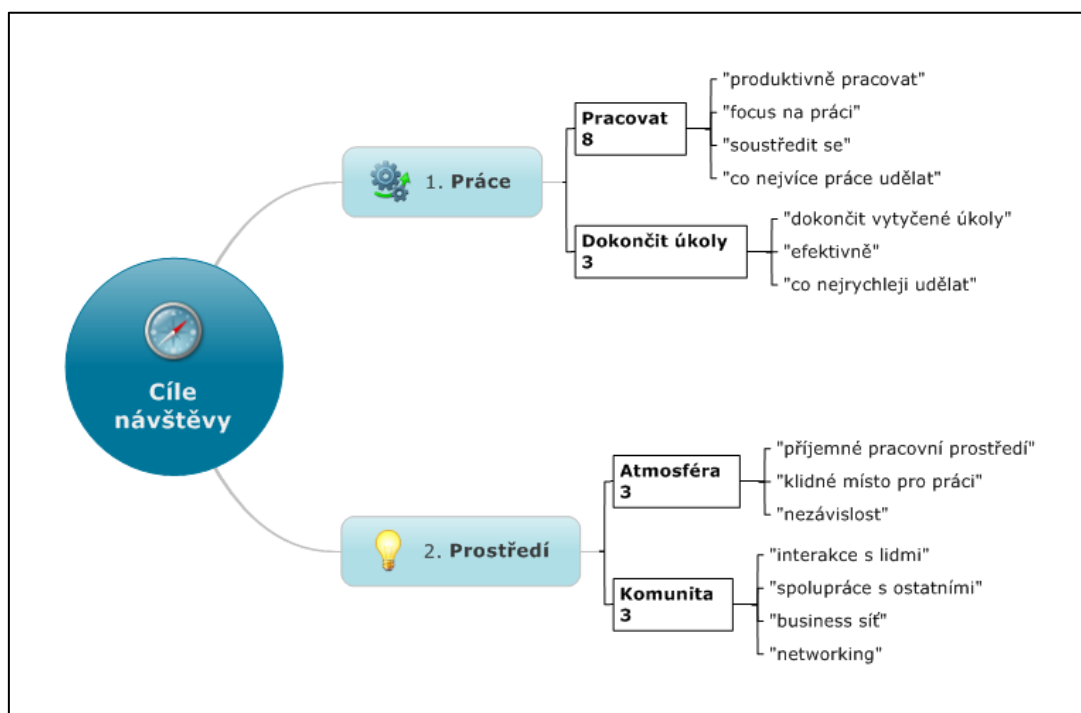 Cíle
návštěvy
1. Práce
Pracovat
8
"produktivně pracovat"
"focus na práci"
"soustředit se"
"co nejvíce práce udělat"
Dokončit úkoly
3
"dokončit vytyčené úkoly"
"efektivně"
"co nejrychleji udělat"
2. Prostředí
Atmosféra
3
"příjemné pracovní prostředí"
"klidné místo pro práci"
"nezávislost"
Komunita
3
"interakce s lidmi"
"spolupráce s ostatními"
"business síť"
"networking"